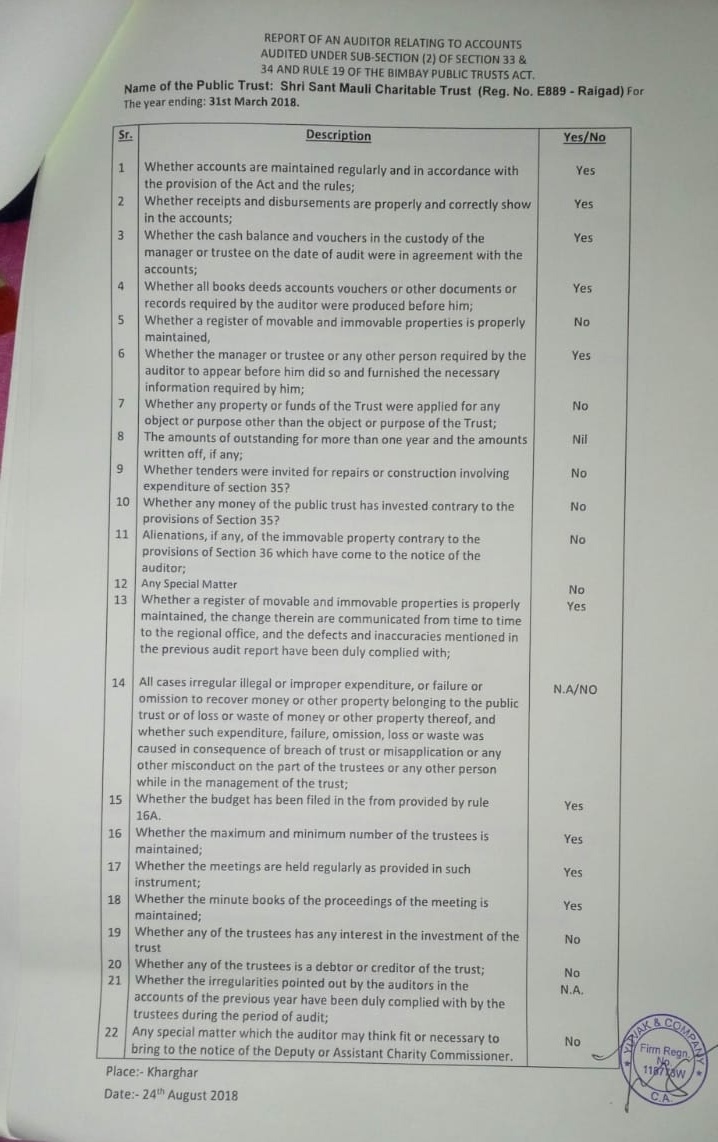 REPORT OF AN AUDITOR RELATING TO ACCOUNTS
AUDITED UNDER SUB-SECTION (2) OF SECTION 33 &
34 AND RULE 19 OF THE BIMBAY PUBLIC TRUSTS ACT.
Name of the Public Trust: Shri Sant Mauli Charitable Trust (Reg. No. E889 - Raigad) For
The year ending: 31st March 2018.
Sr. Description Yes/No
1 Whether accounts are maintained regularly and in accordance with Yes
the provision of the Act and the rules;
2 Whether receipts and disbursements are properly and correctly show Yes
in the accounts;
3 Whether the cash balance and vouchers in the custody of the Yes
manager or trustee on the date of audit were in agreement with the
accounts;
4 Whether all books deeds accounts vouchers or other documents or Yes
records required by the auditor were produced before him;
5 Whether a register of movable and immovable properties is properly No
maintained,
6 Whether the manager or trustee or any other person required by the Yes
auditor to appear before him did so and furnished the necessary
information required by him;
7 Whether any property or funds of the Trust were applied for any No
object or purpose other than the object or purpose of the Trust;
8 The amounts of outstanding for more than one year and the amounts Nil
written off, if any;
9 Whether tenders were invited for repairs or construction involving No
expenditure of section 35?
10 Whether any money of the public trust has invested contrary to the No
provisions of Section 35?
11 Alienations, if any, of the immovable property contrary to the No
provisions of Section 36 which have come to the notice of the
auditor;
12 Any Special Matter No
13 Whether a register of movable and immovable properties is properly Yes
maintained, the change therein are communicated from time to time
to the regional office, and the defects and inaccuracies mentioned in
the previous audit report have been duly complied with;
14 All cases irregular illegal or improper expenditure, or failure or N.A/NO
omission to recover money or other property belonging to the public
trust or of loss or waste of money or other property thereof, and
whether such expenditure, failure, omission, loss or waste was
caused in consequence of breach of trust or misapplication or any
other misconduct on the part of the trustees or any other person
while in the management of the trust;
15 Whether the budget has been filed in the from provided by rule Yes
16A.
16 Whether the maximum and minimum number of the trustees is Yes
maintained;
17 Whether the meetings are held regularly as provided in such Yes
instrument;
18 Whether the minute books of the proceedings of the meeting is Yes
maintained;
19 Whether any of the trustees has any interest in the investment of the No
trust
20 Whether any of the trustees is a debtor or creditor of the trust; No
21 Whether the irregularities pointed out by the auditors in the N.A.
accounts of the previous year have been duly complied with by the
trustees during the period of audit;
22 Any special matter which the auditor may think fit or necessary to No
bring to the notice of the Deputy or Assistant Charity Commissioner.
Place:- Kharghar
Date:- 24th August 2018
& COMPANY
Firm Regn.
No.
C.A.